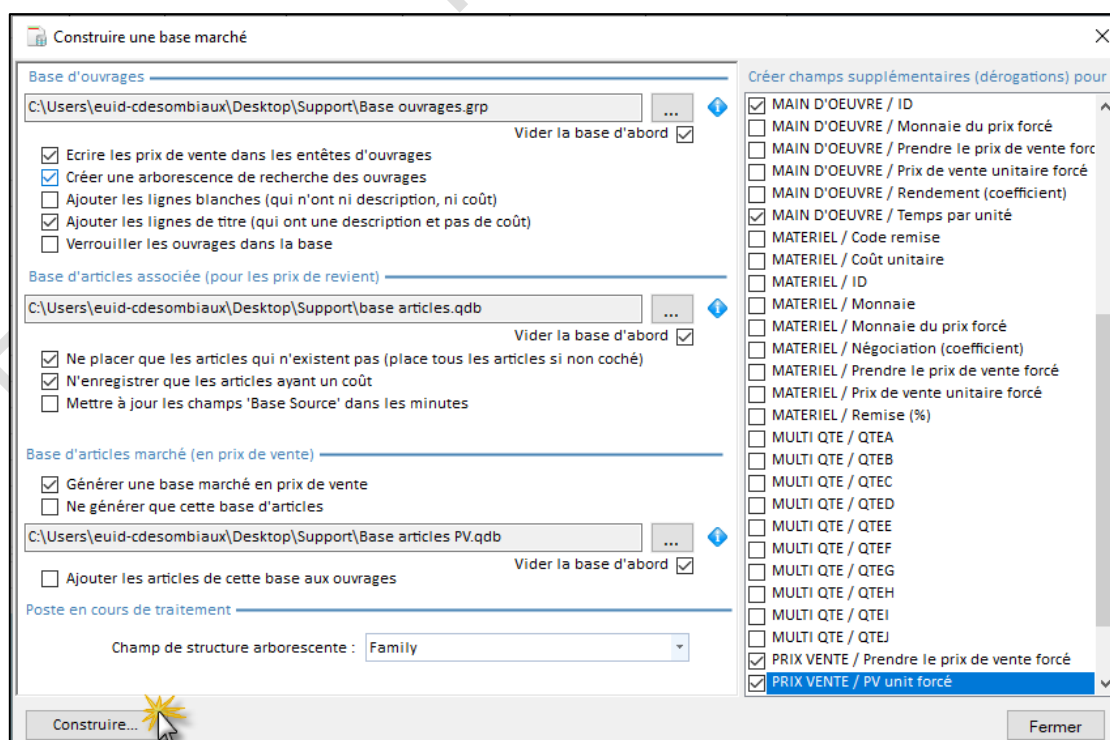 Construire une base marché
Base d'ouvrages
C:\Users\euid-cdesombiaux\Desktop\Support\Base ouvrages.grp
...
Vider la base d'abord
Ecrire les prix de vente dans les entêtes d'ouvrages
Créer une arborescence de recherche des ouvrages
Ajouter les lignes blanches (qui n'ont ni description, ni coût)
Ajouter les lignes de titre (qui ont une description et pas de coût)
Verrouiller les ouvrages dans la base
Base d'articles associée (pour les prix de revient)
C:\Users\euid-cdesombiaux\Desktop\Support\base articles.qdb
...
Vider la base d'abord
Ne placer que les articles qui n'existent pas (place tous les articles si non coché)
N'enregistrer que les articles ayant un coût
Mettre à jour les champs 'Base Source' dans les minutes
Base d'articles marché (en prix de vente)
Générer une base marché en prix de vente
Ne générer que cette base d'articles
C:\Users\euid-cdesombiaux\Desktop\Support\Base articles PV.qdb
...
Vider la base d'abord
Ajouter les articles de cette base aux ouvrages
Poste en cours de traitement
Champ de structure arborescente : Family
Créer champs supplémentaires (dérogations) pour
MAIN D'OEUVRE / ID
MAIN D'OEUVRE / Monnaie du prix forcé
MAIN D'OEUVRE / Prendre le prix de vente forc
MAIN D'OEUVRE / Prix de vente unitaire forcé
MAIN D'OEUVRE / Rendement (coefficient)
MAIN D'OEUVRE / Temps par unité
MATERIEL / Code remise
MATERIEL / Coût unitaire
MATERIEL / ID
MATERIEL / Monnaie
MATERIEL / Monnaie du prix forcé
MATERIEL / Négociation (coefficient)
MATERIEL / Prendre le prix de vente forcé
MATERIEL / Prix de vente unitaire forcé
MATERIEL / Remise (%)
MULTI QTE / QTEA
MULTI QTE / QTEB
MULTI QTE / QTEC
MULTI QTE / QTED
MULTI QTE / QTEE
MULTI QTE / QTEF
MULTI QTE / QTEG
MULTI QTE / QTEH
MULTI QTE / QTEI
MULTI QTE / QTEJ
PRIX VENTE / Prendre le prix de vente forcé
PRIX VENTE / PV unit forcé
Construire...
Fermer